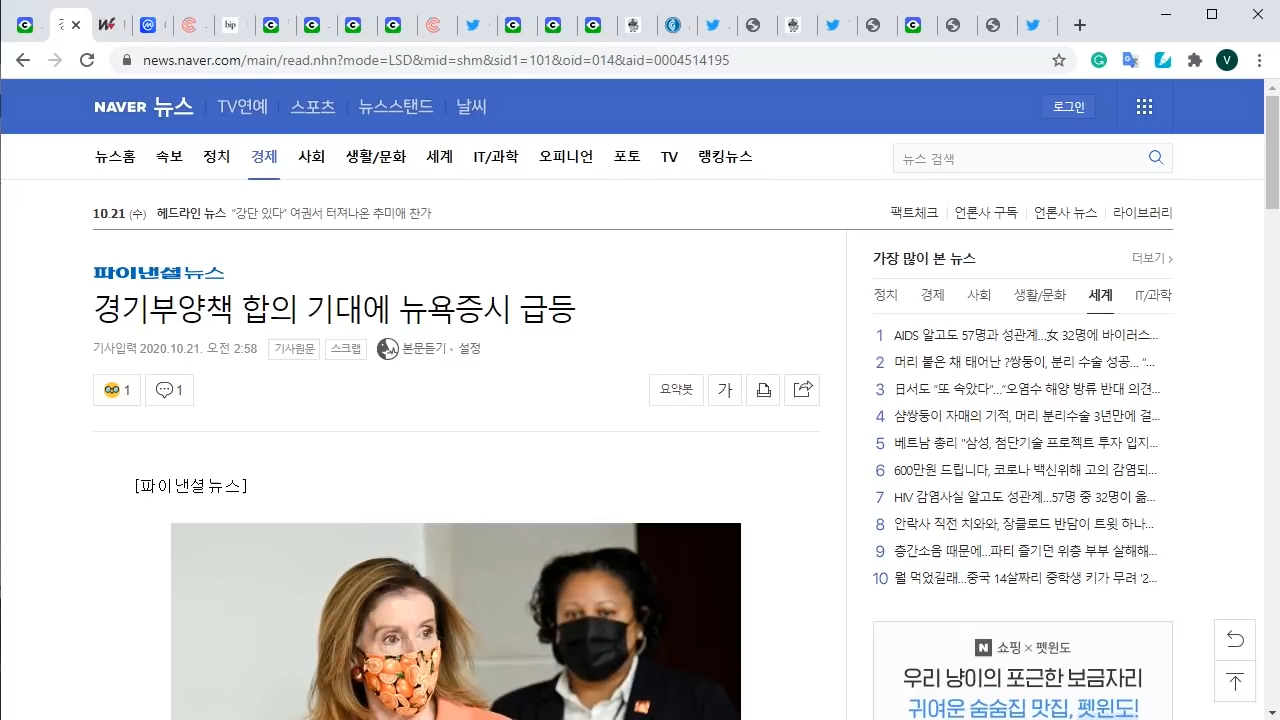 news.naver.com/main/read.nhn?mode=LSD&mid=shm&sid1=101&oid=014&aid=0004514195
V
NAVER 뉴스 TV연예 스포츠 뉴스스탠드 날씨 로그인
뉴스홈 속보 정치 경제 사회 생활/문화 세계 IT/과학 오피니언 포토 TV 랭킹뉴스 뉴스 검색
10.21 (수) 헤드라인 뉴스 “강단 있다” 여권서 터져나온 추미애 찬가 팩트체크 언론사 구독 언론사 뉴스 라이브러리
파이낸셜뉴스
경기부양책 합의 기대에 뉴욕증시 급등
기사입력 2020.10.21. 오전 2:58 기사원문 스크랩 본문듣기 · 설정
1 1 요약봇 가
[파이낸셜뉴스]
가장 많이 본 뉴스 더보기 >
정치 경제 사회 생활/문화 세계 IT/과학
1 AIDS 알고도 57명과 성관계...女 32명에 바이러스...
2 머리 붙은 채 태어난 ?쌍둥이, 분리 수술 성공... “...
3 日서도 “또 속았다”...“오염수 해양 방류 반대 의견...
4 샴쌍둥이 자매의 기적, 머리 분리수술 3년만에 걸...
5 베트남 총리 "삼성, 첨단기술 프로젝트 투자 입지...
6 600만원 드립니다, 코로나 백신위해 고의 감염되...
7 HIV 감염사실 알고도 성관계...57명 중 32명이 옮...
8 안락사 직전 치와와, 장클로드 반담이 트윗 하나...
9 층간소음 때문에...파티 즐기던 위층 부부 살해해...
10 뭘 먹었길래...중국 14살짜리 중학생 키가 무려 ‘2...
N 쇼핑 × 펫윈도
우리 냥이의 포근한 보금자리
귀여운 숨숨집 맛집, 펫윈도!